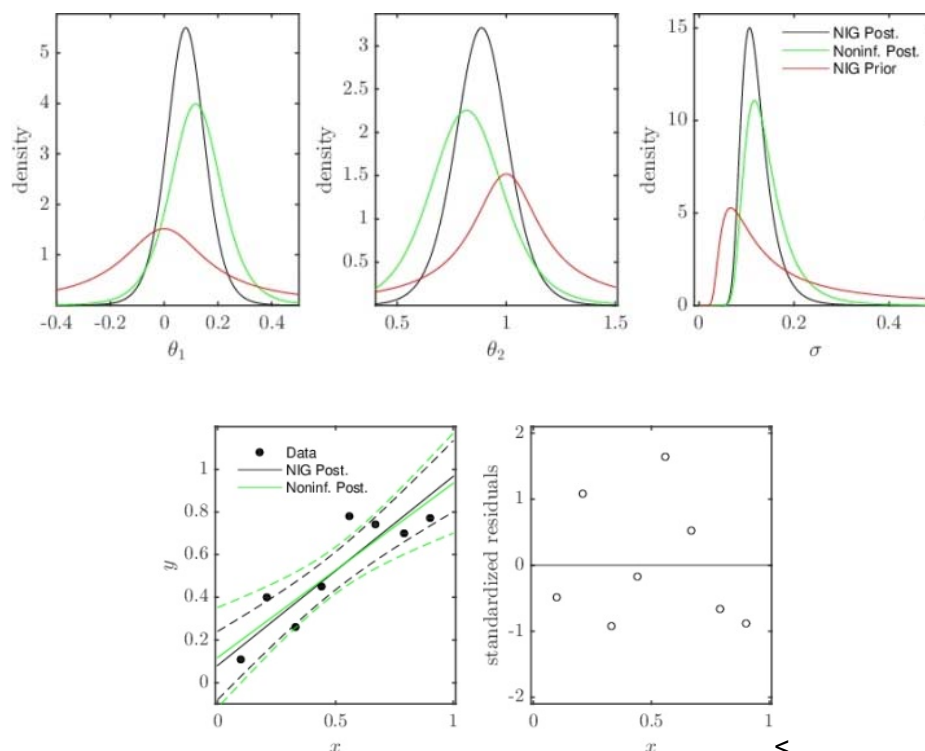 5
4
3
2
1
-0.4 -0.2 0 0.2 0.4
density
θ₁
3.5
3
2.5
2
1.5
1
0.5
0.5 1 1.5
density
θ₂
15
10
5
0
0 0.2 0.4
density
σ
NIG Post.
Noninf. Post.
NIG Prior
1
0.8
0.6
0.4
0.2
0
0 0.5 1
y
x
Data
NIG Post.
Noninf. Post.
2
1
0
-1
-2
0 0.5 1
standardized residuals
x
<